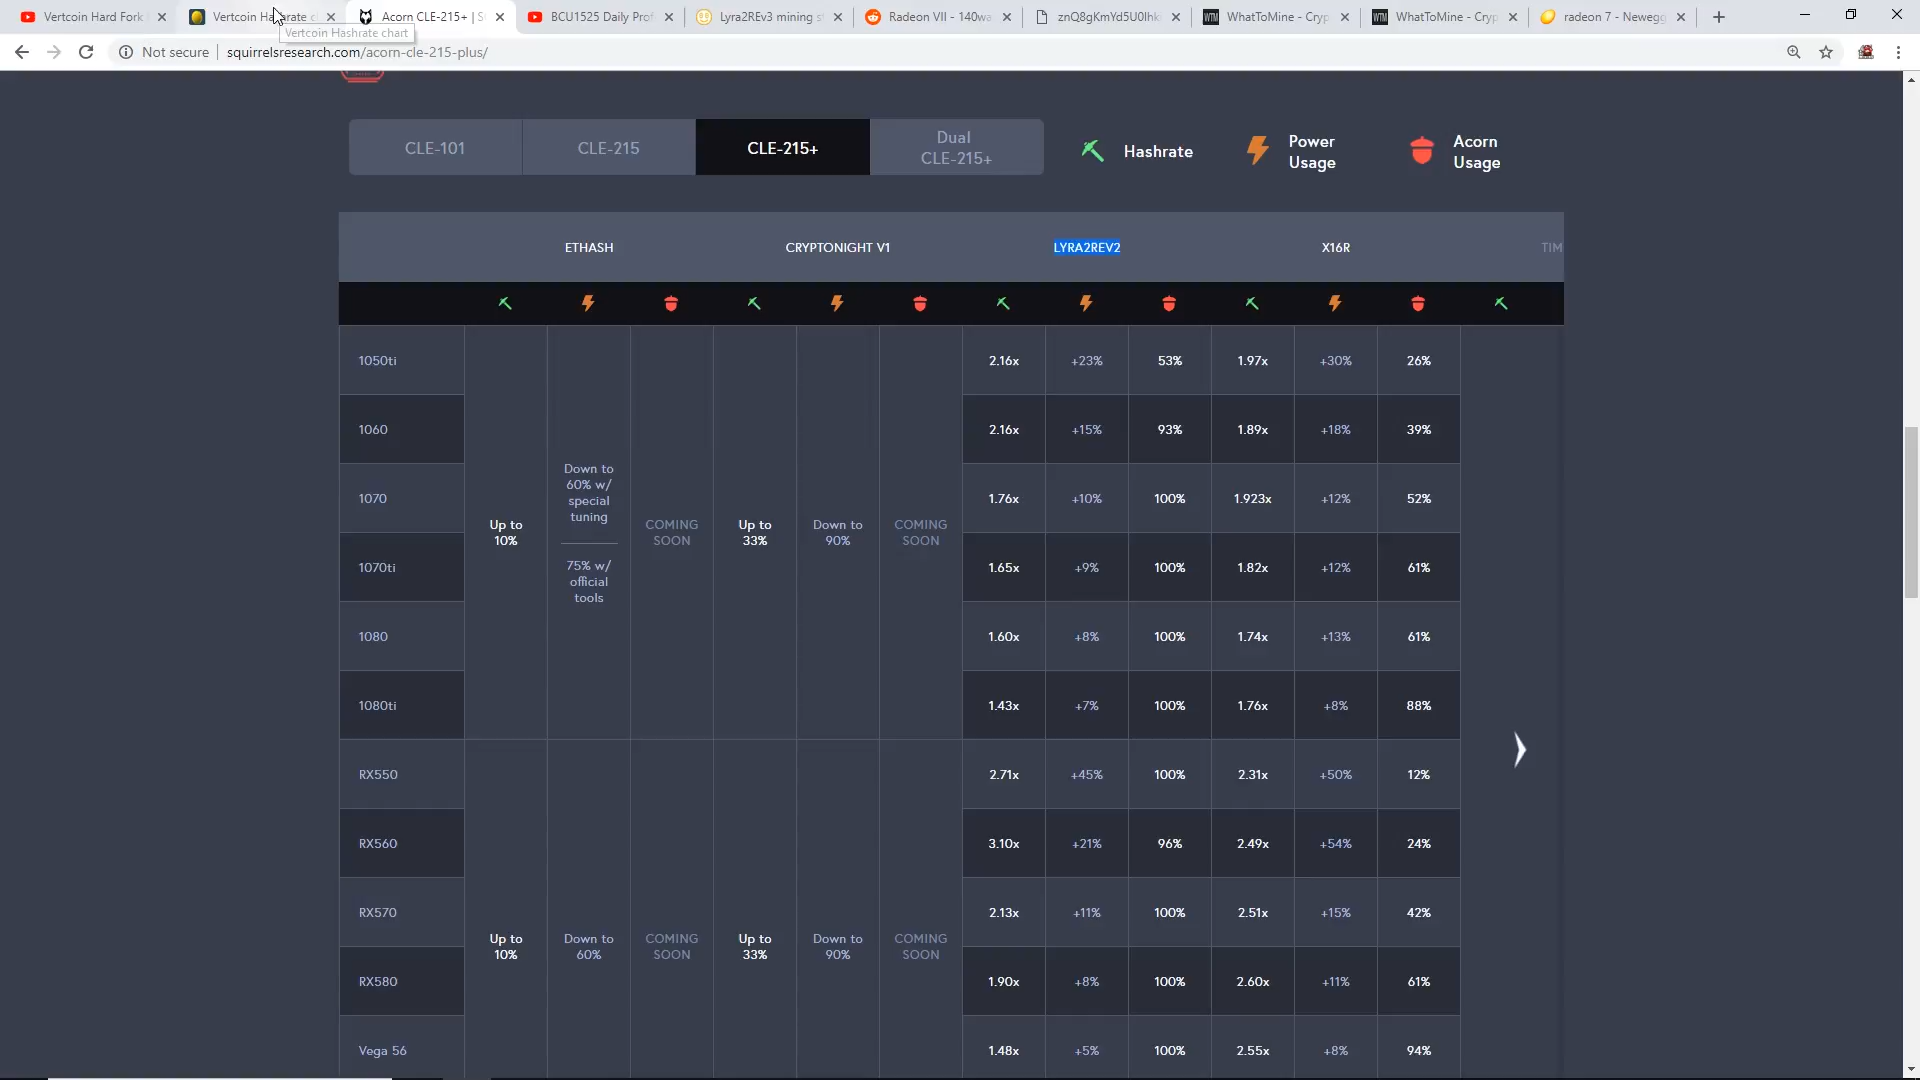 Vertcoin Hard Fork
Vertcoin Hashrate c
Acorn CLE-215+ | S
BCU1525 Daily Prof
Lyra2REv3 mining s
Radeon VII - 140wa
znQ8gKmYd5U0lhk
WhatToMine - Cryp
WhatToMine - Cryp
radeon 7 - Newegg
Vertcoin Hashrate chart
Not secure
squirrelsresearch.com/acorn-cle-215-plus/
CLE-101
CLE-215
CLE-215+
Dual
CLE-215+
Hashrate
Power
Usage
Acorn
Usage
ETHASH CRYPTONIGHT V1 LYRA2REV2 X16R TIM
1050ti 2.16x +23% 53% 1.97x +30% 26%
1060 2.16x +15% 93% 1.89x +18% 39%
1070 1.76x +10% 100% 1.923x +12% 52%
1070ti 1.65x +9% 100% 1.82x +12% 61%
1080 1.60x +8% 100% 1.74x +13% 61%
1080ti 1.43x +7% 100% 1.76x +8% 88%
Up to
10%
Down to
60% w/
special
tuning
75% w/
official
tools
COMING
SOON
Up to
33%
Down to
90%
COMING
SOON
RX550 2.71x +45% 100% 2.31x +50% 12%
RX560 3.10x +21% 96% 2.49x +54% 24%
RX570 2.13x +11% 100% 2.51x +15% 42%
RX580 1.90x +8% 100% 2.60x +11% 61%
Vega 56 1.48x +5% 100% 2.55x +8% 94%
Up to
10%
Down to
60%
COMING
SOON
Up to
33%
Down to
90%
COMING
SOON